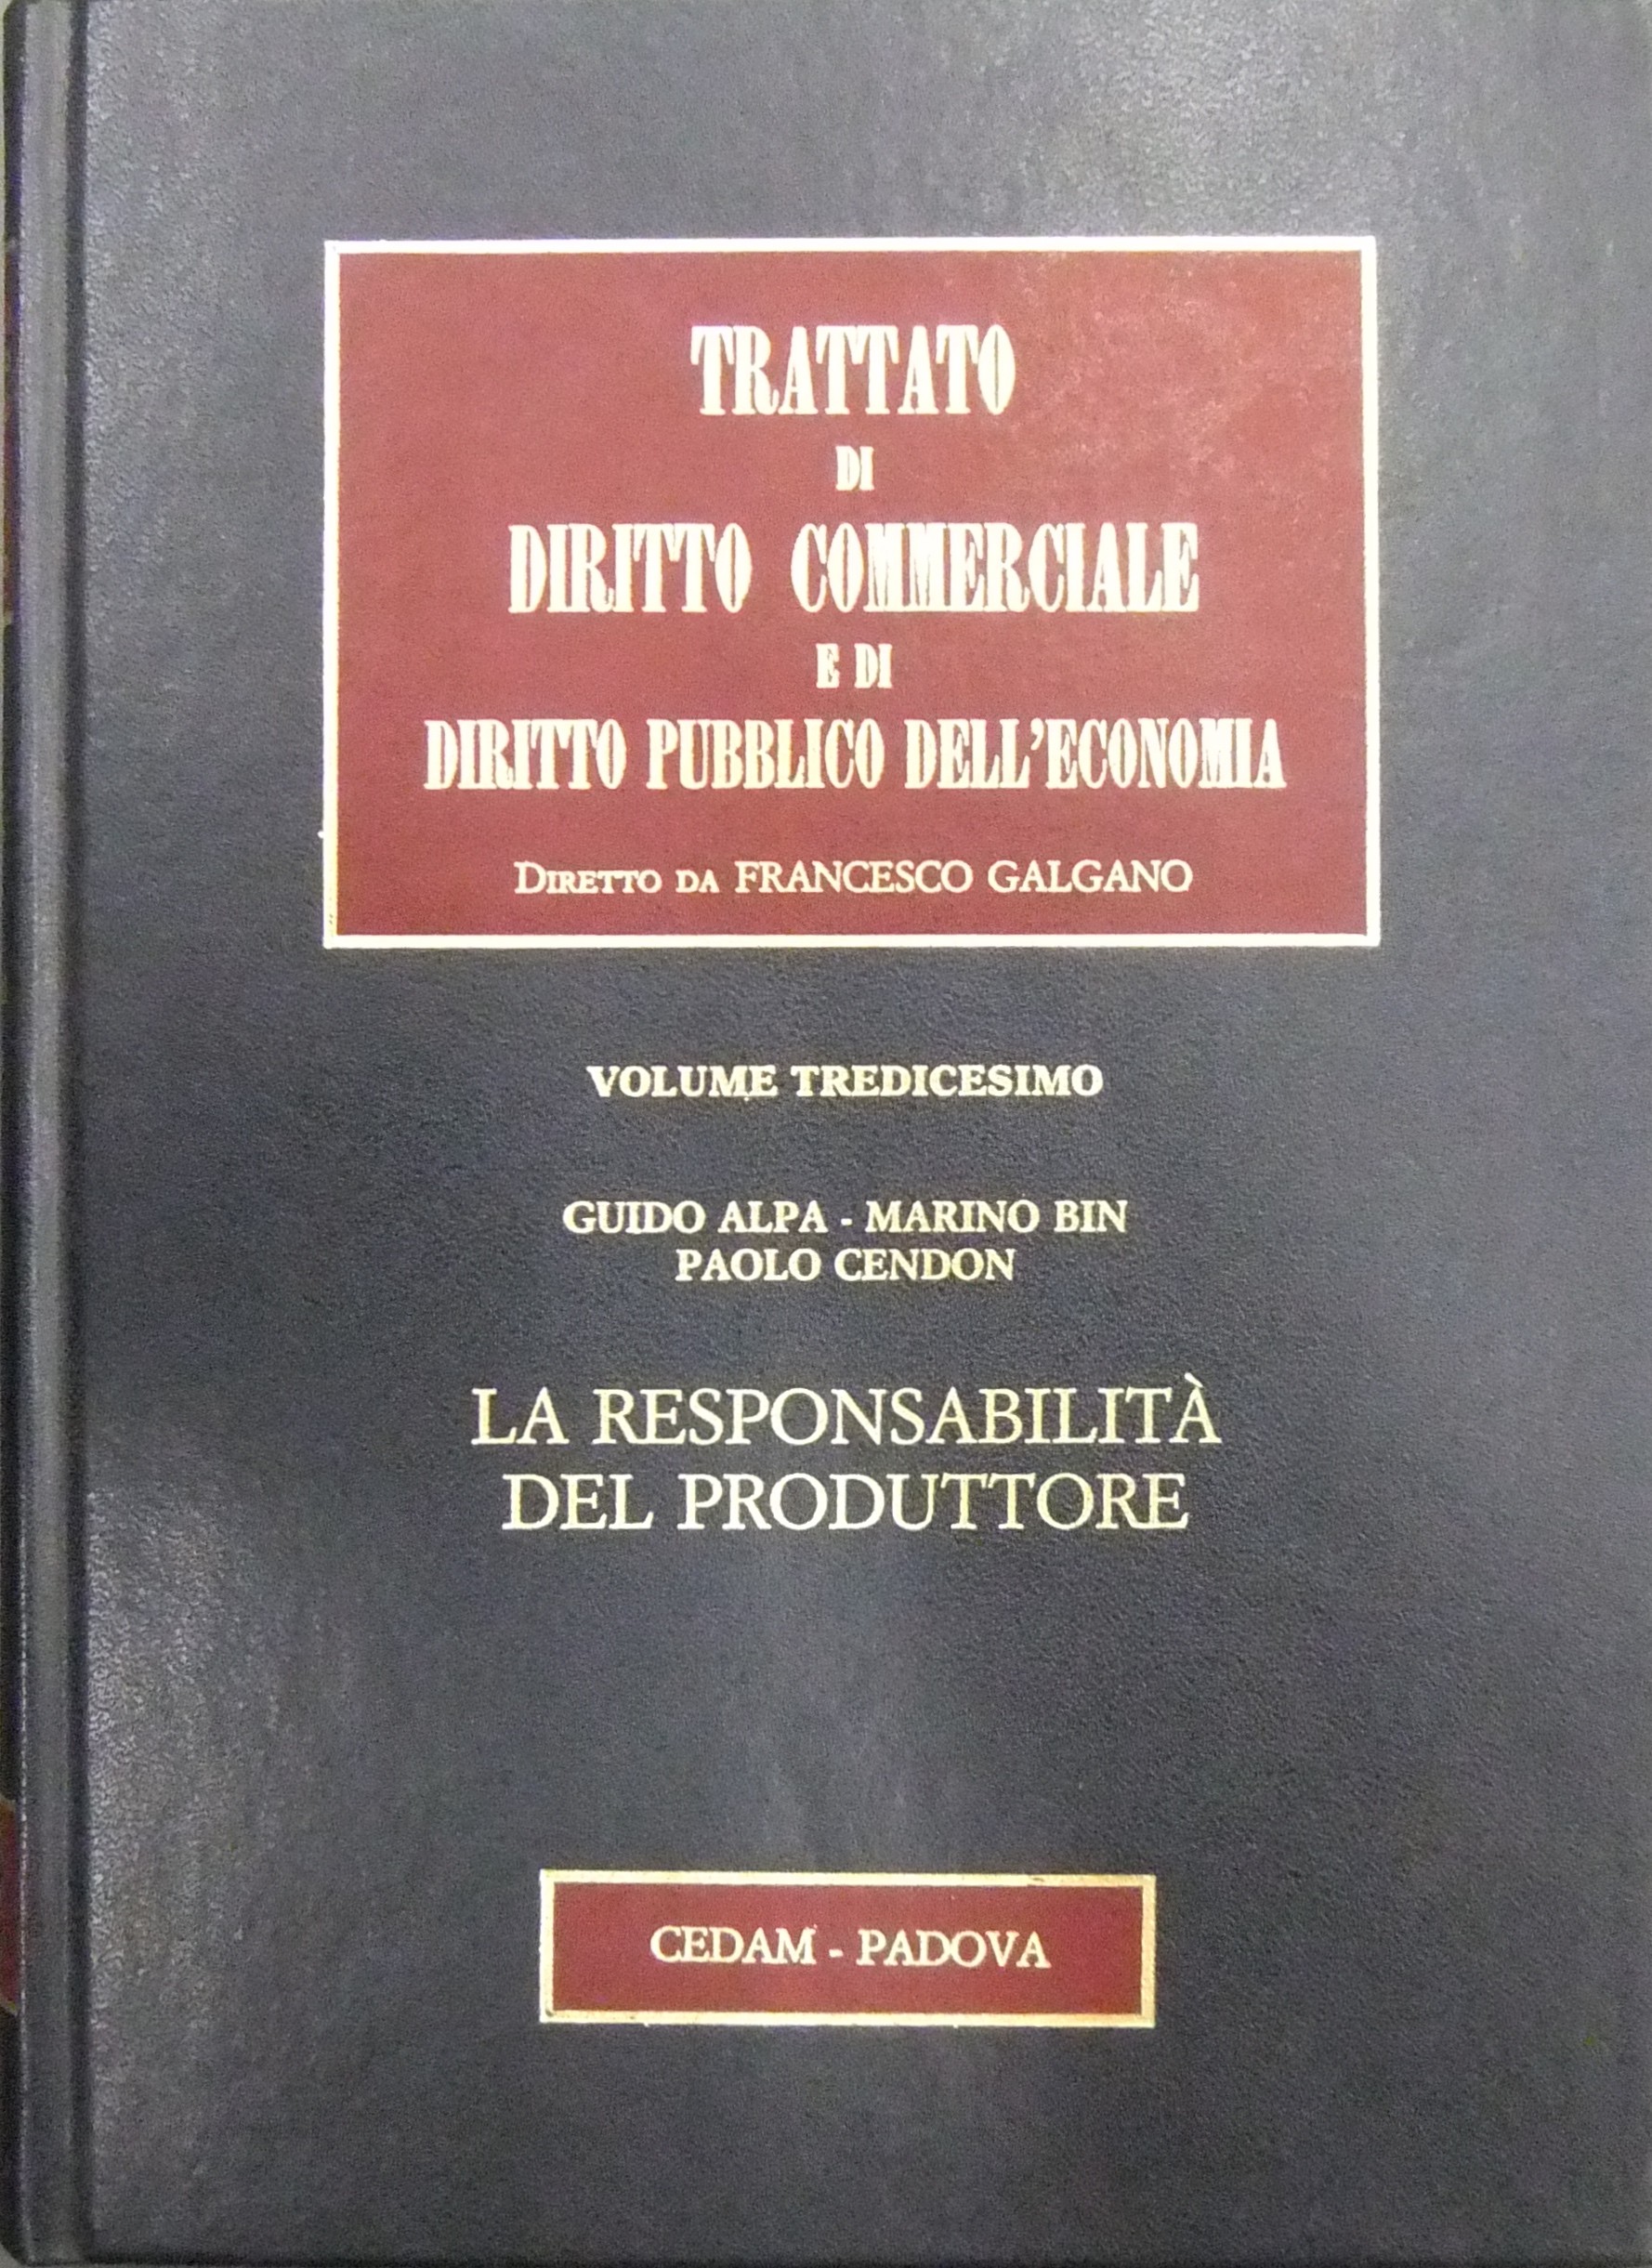 TRATTATO
DI
DIRITTO COMMERCIALE
E DI
DIRITTO PUBBLICO DELL'ECONOMIA
DIRETTO DA FRANCESCO GALGANO
VOLUME TREDICESIMO
GUIDO ALPA - MARINO BIN
PAOLO CENDON
LA RESPONSABILITÀ
DEL PRODUTTORE
CEDAM - PADOVA